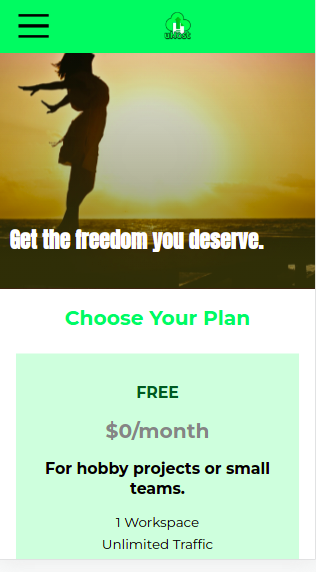 uHost
Get the freedom you deserve.
Choose Your Plan
FREE
$0/month
For hobby projects or small
teams.
1 Workspace
Unlimited Traffic